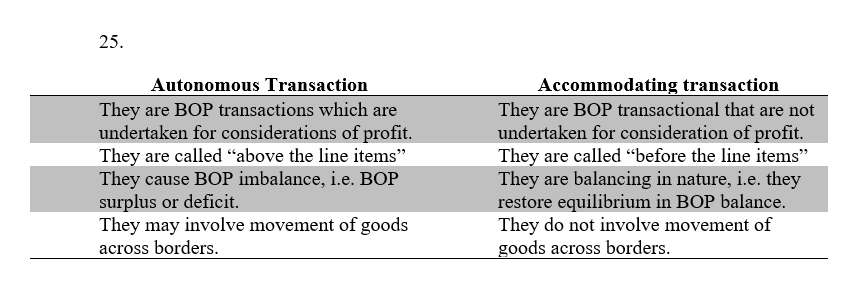 25.
Autonomous Transaction Accommodating transaction
They are BOP transactions which are They are BOP transactional that are not
undertaken for considerations of profit. undertaken for consideration of profit.
They are called “above the line items” They are called “before the line items”
They cause BOP imbalance, i.e. BOP They are balancing in nature, i.e. they
surplus or deficit. restore equilibrium in BOP balance.
They may involve movement of goods They do not involve movement of
across borders. goods across borders.